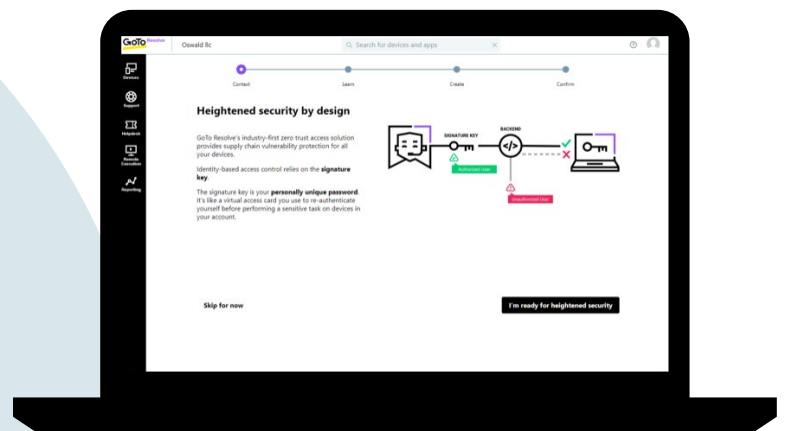 GoTo Resolve
Oswald llc
Search for devices and apps
Devices
Support
Helpdesk
Remote
Execution
Reporting
Context
Learn
Create
Confirm
Heightened security by design
GoTo Resolve's industry-first zero trust access solution
provides supply chain vulnerability protection for all
your devices.
Identity-based access control relies on the signature
key.
The signature key is your personally unique password.
It's like a virtual access card you use to re-authenticate
yourself before performing a sensitive task on devices in
your account.
SIGNATURE KEY
BACKEND
</>
Authorized User
Unauthorized User
Skip for now
I'm ready for heightened security